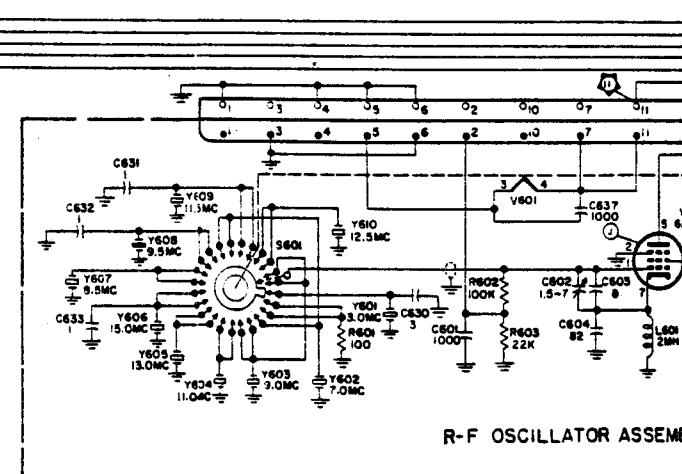 11
1 3 4 5 6 2 10 7 11
1 3 4 5 6 2 10 7 11
C631
Y609
11.5MC
3 4
V601
C637
1000
C632
Y608
9.5MC
S601
Y610
12.5MC
J
5 6
2
1
7
Y607
8.5MC
C633
1
Y606
15.0MC
Y601
3.0MC
C630
3
R602
100K
C602
1.5-7
C603
8
Y605
13.0MC
R601
100
C601
1000
R603
22K
C604
82
L601
2MH
Y604
11.0MC
Y603
9.0MC
Y602
7.0MC
R-F OSCILLATOR ASSEM